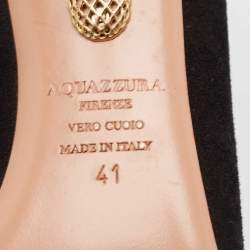 AQUAZZURA
FIRENZE
VERO CUOIO
MADE IN ITALY
41